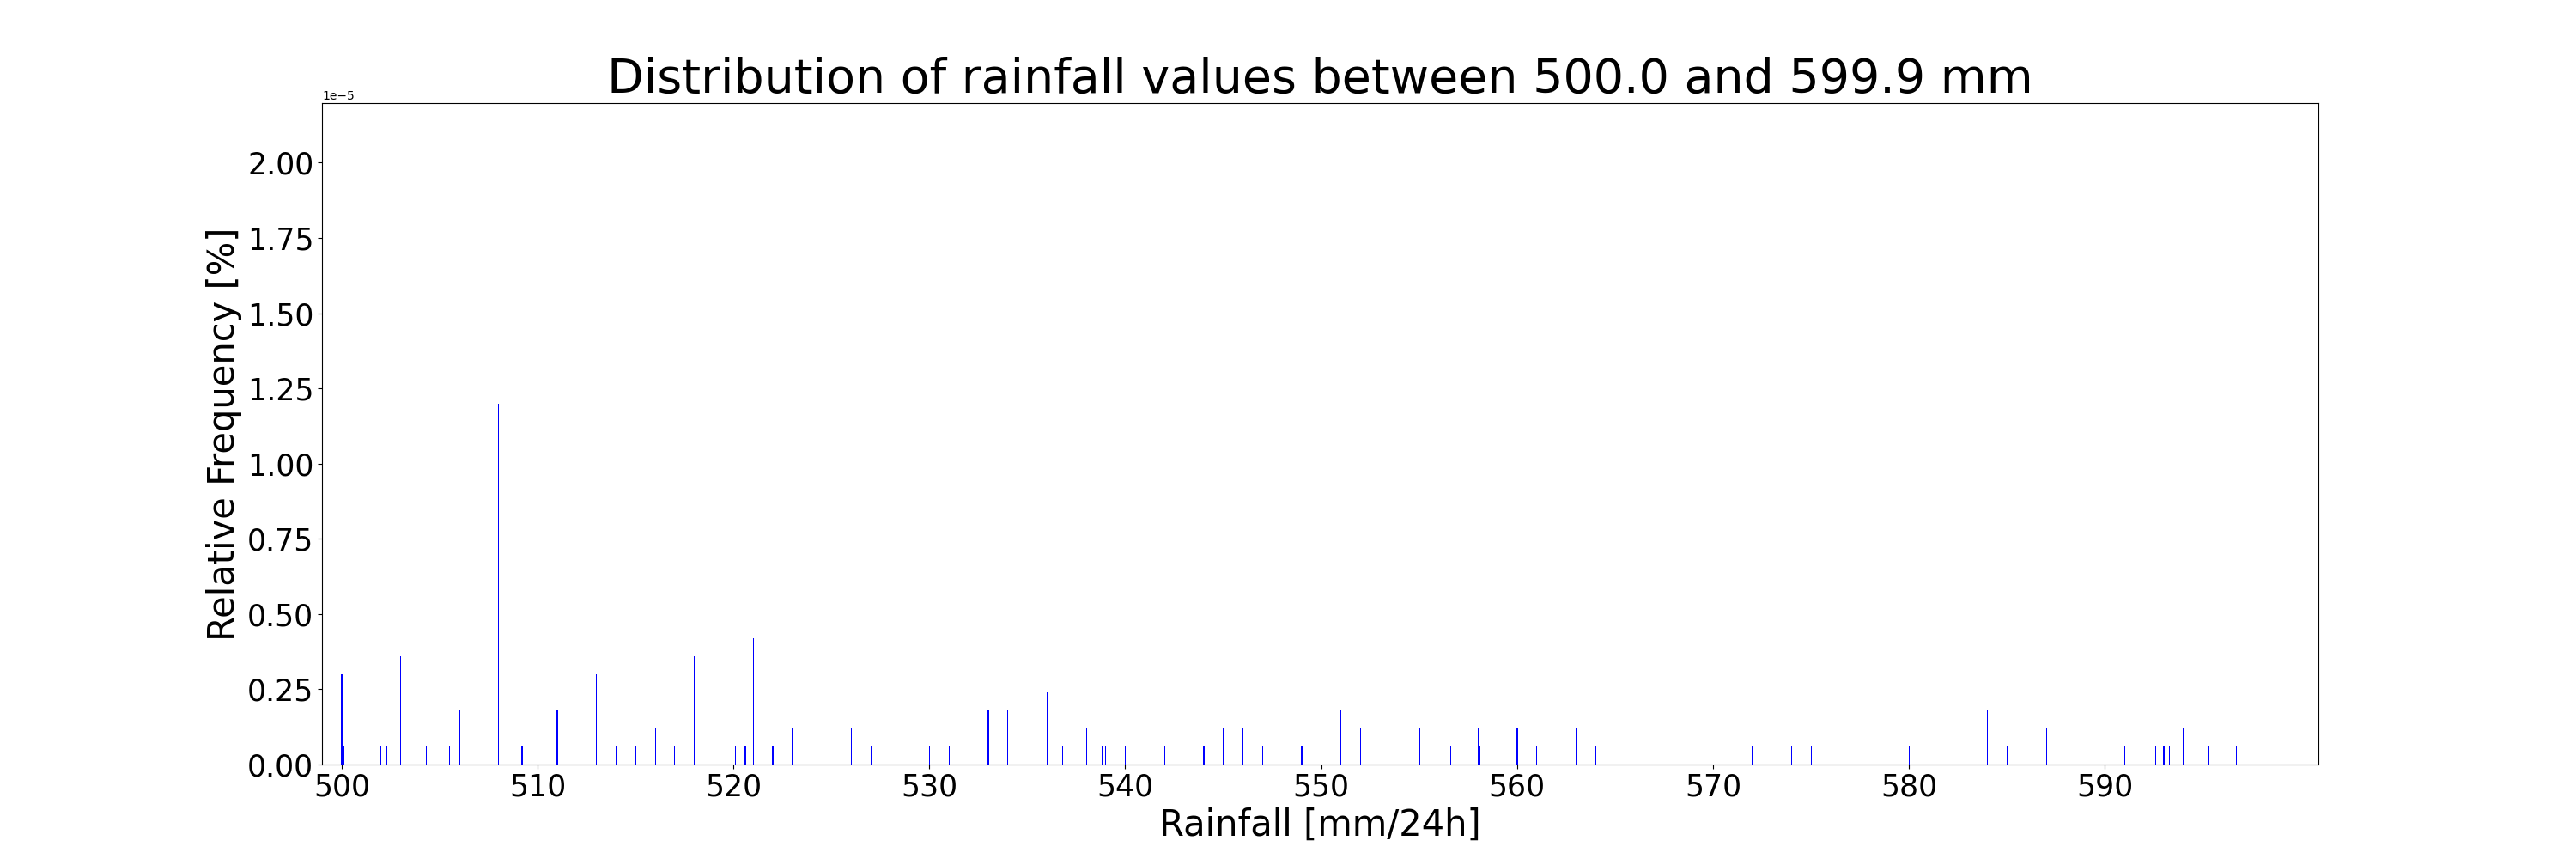 Distribution of rainfall values between 500.0 and 599.9 mm
1e−5
2.00
1.75
1.50
1.25
1.00
0.75
0.50
0.25
0.00
Relative Frequency [%]
500 510 520 530 540 550 560 570 580 590
Rainfall [mm/24h]